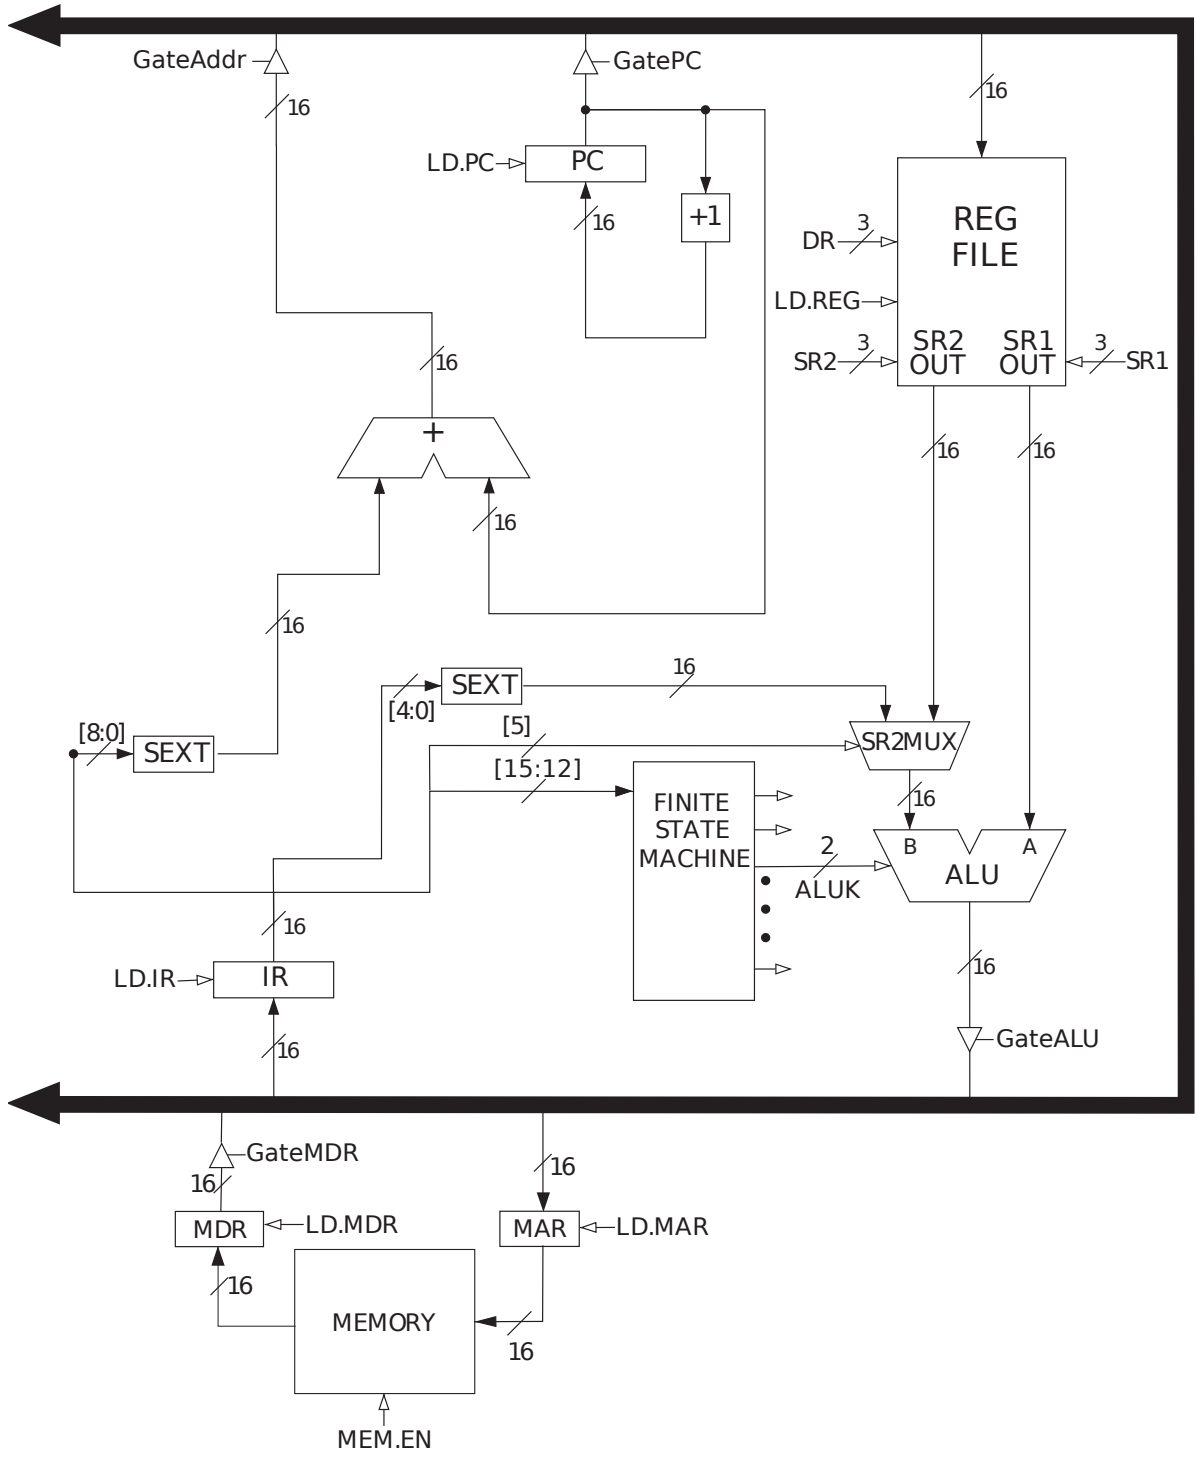 GateAddr
GatePC
16
16
LD.PC
PC
16
+1
REG
FILE
DR
3
LD.REG
SR2
3
SR2
OUT
SR1
OUT
3
SR1
16
+
16
16
16
16
SEXT
16
[4:0]
[8:0]
SEXT
[5]
SR2MUX
[15:12]
16
FINITE
STATE
MACHINE
2
ALUK
B
A
ALU
16
16
LD.IR
IR
16
GateALU
GateMDR
16
16
MDR
LD.MDR
MAR
LD.MAR
16
MEMORY
16
MEM.EN